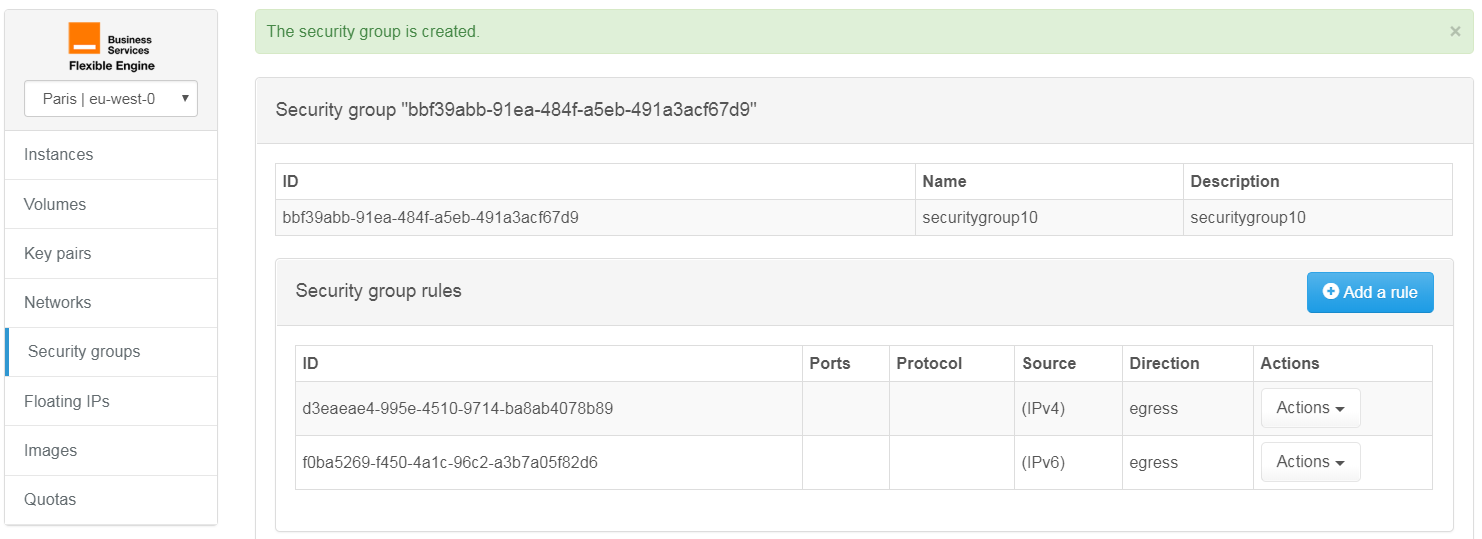 Business
Services
Flexible Engine
Paris | eu-west-0
Instances
Volumes
Key pairs
Networks
Security groups
Floating IPs
Images
Quotas
The security group is created.
×
Security group "bbf39abb-91ea-484f-a5eb-491a3acf67d9"
ID Name Description
bbf39abb-91ea-484f-a5eb-491a3acf67d9 securitygroup10 securitygroup10
Security group rules
Add a rule
ID Ports Protocol Source Direction Actions
d3eaeae4-995e-4510-9714-ba8ab4078b89 (IPv4) egress Actions
f0ba5269-f450-4a1c-96c2-a3b7a05f82d6 (IPv6) egress Actions